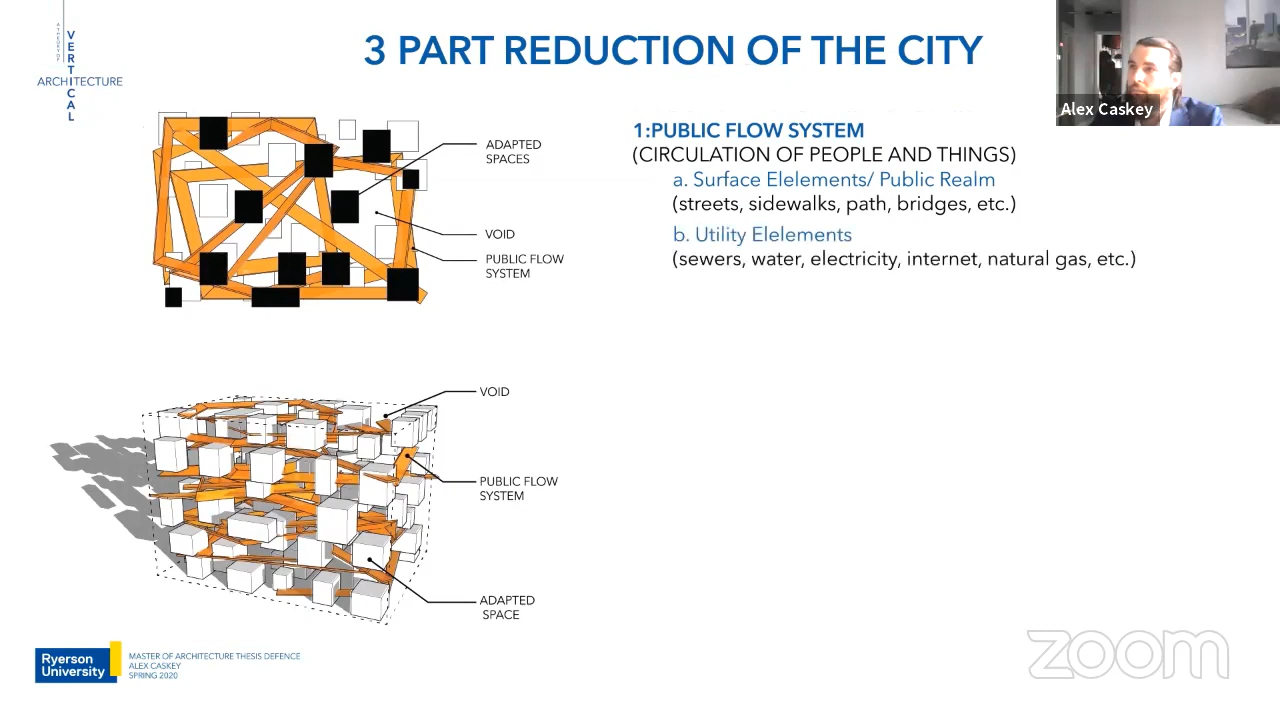 A THEORY OF
VERTICAL
ARCHITECTURE
3 PART REDUCTION OF THE CITY
Alex Caskey
ADAPTED
SPACES
VOID
PUBLIC FLOW
SYSTEM
1:PUBLIC FLOW SYSTEM
(CIRCULATION OF PEOPLE AND THINGS)
a. Surface Elelements/ Public Realm
(streets, sidewalks, path, bridges, etc.)
b. Utility Elelements
(sewers, water, electricity, internet, natural gas, etc.)
VOID
PUBLIC FLOW
SYSTEM
ADAPTED
SPACE
Ryerson
University
MASTER OF ARCHITECTURE THESIS DEFENCE
ALEX CASKEY
SPRING 2020
zoom